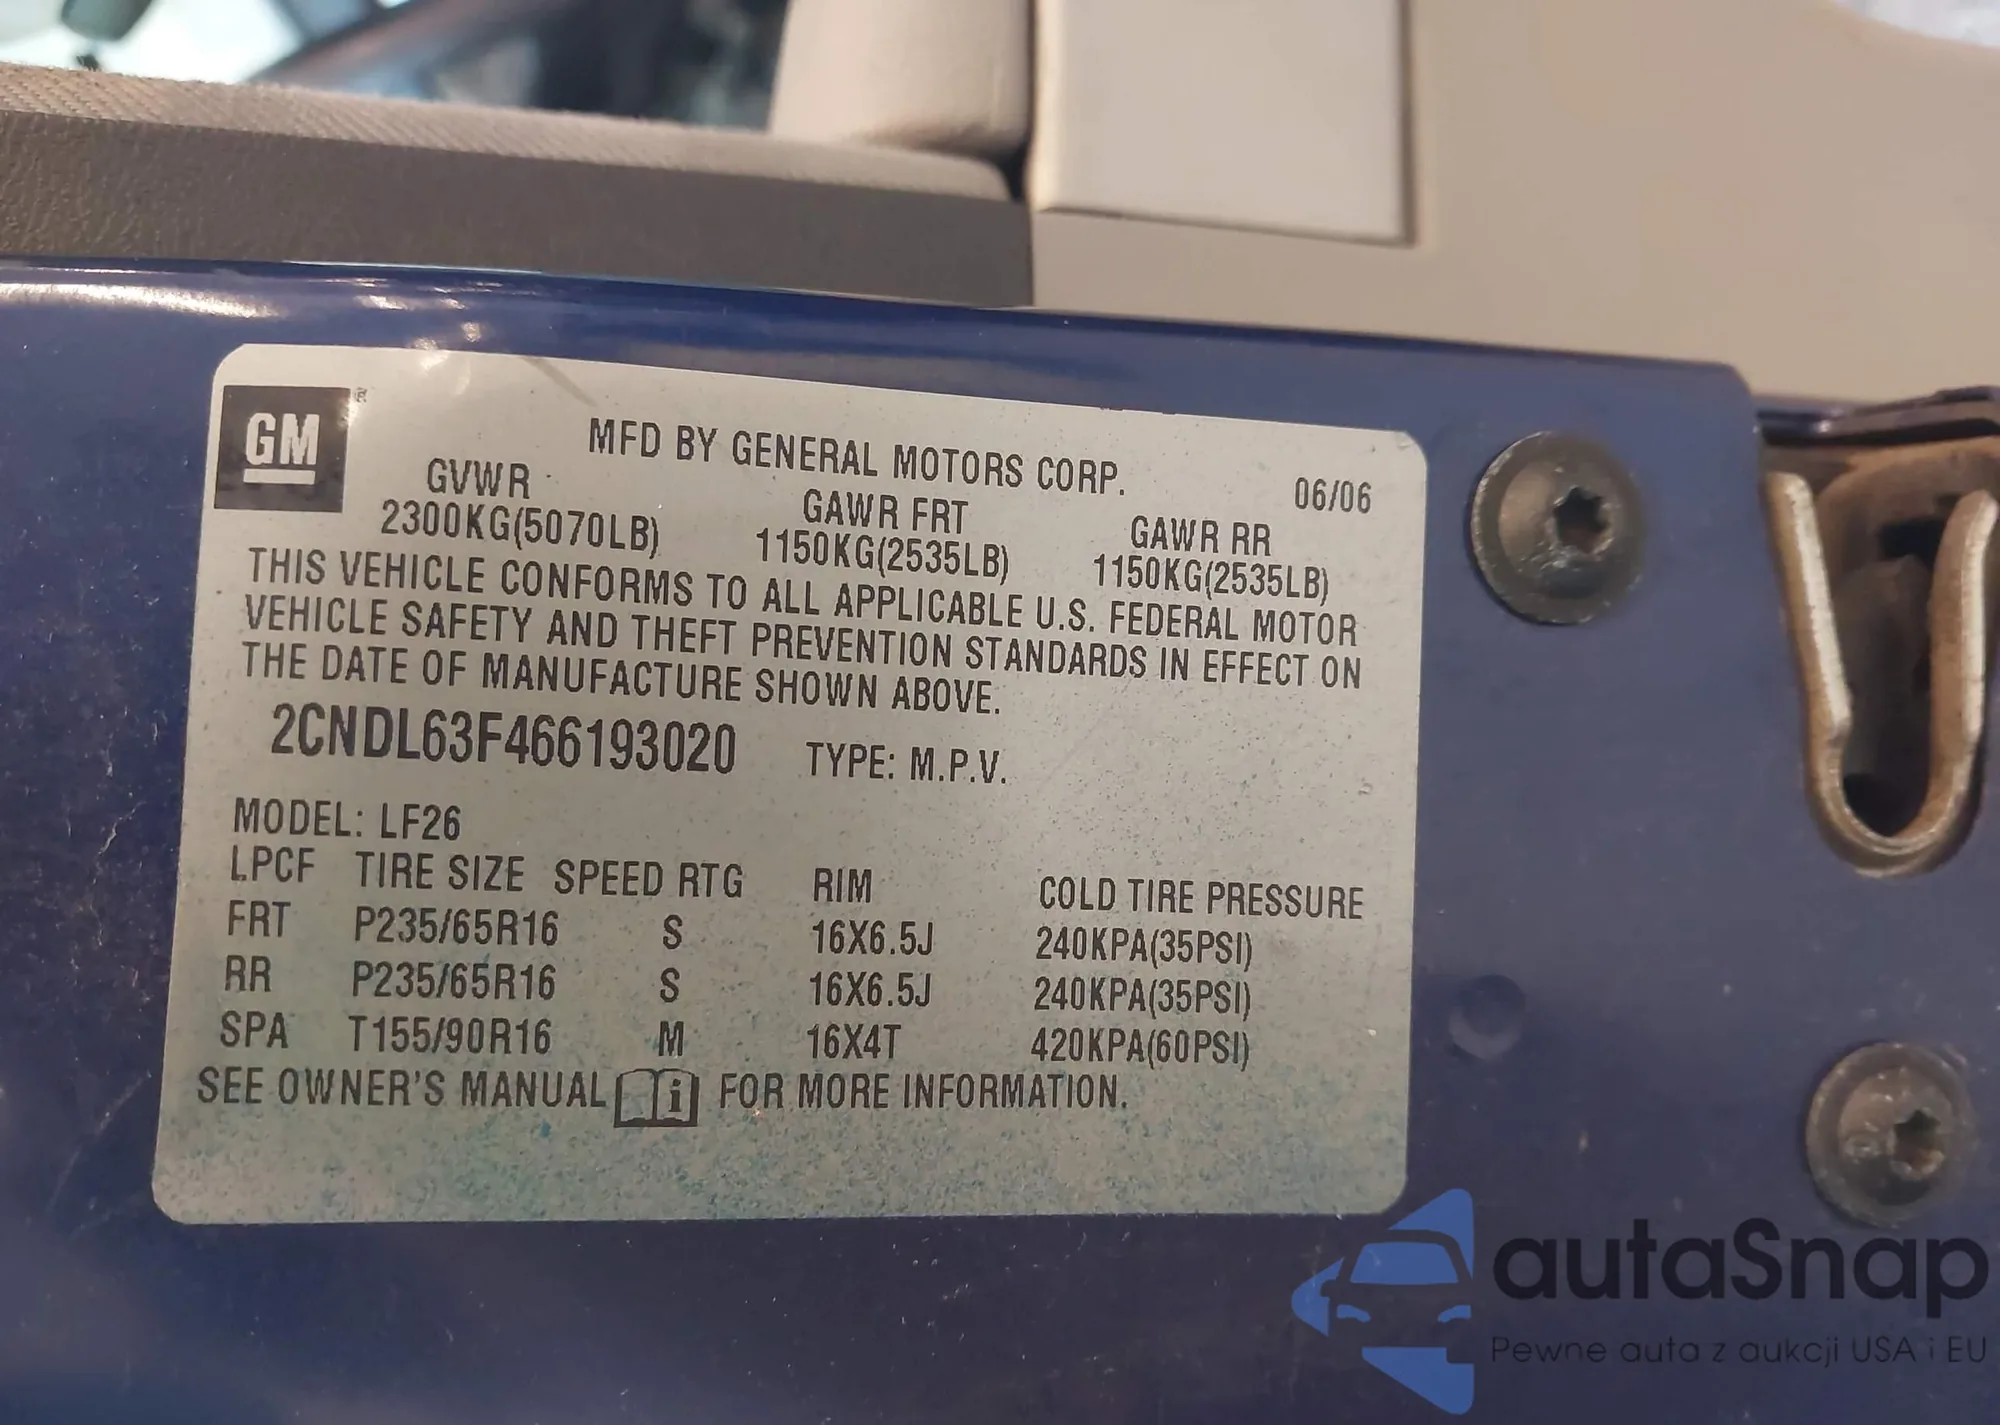 GM
MFD BY GENERAL MOTORS CORP.
06/06
GVWR GAWR FRT GAWR RR
2300KG(5070LB) 1150KG(2535LB) 1150KG(2535LB)
THIS VEHICLE CONFORMS TO ALL APPLICABLE U.S. FEDERAL MOTOR
VEHICLE SAFETY AND THEFT PREVENTION STANDARDS IN EFFECT ON
THE DATE OF MANUFACTURE SHOWN ABOVE.
2CNDL63F466193020 TYPE: M.P.V.
MODEL: LF26
LPCF TIRE SIZE SPEED RTG RIM COLD TIRE PRESSURE
FRT P235/65R16 S 16X6.5J 240KPA(35PSI)
RR P235/65R16 S 16X6.5J 240KPA(35PSI)
SPA T155/90R16 M 16X4T 420KPA(60PSI)
SEE OWNER'S MANUAL i FOR MORE INFORMATION.
autaSnap
Pewne auta z aukcji USA i EU